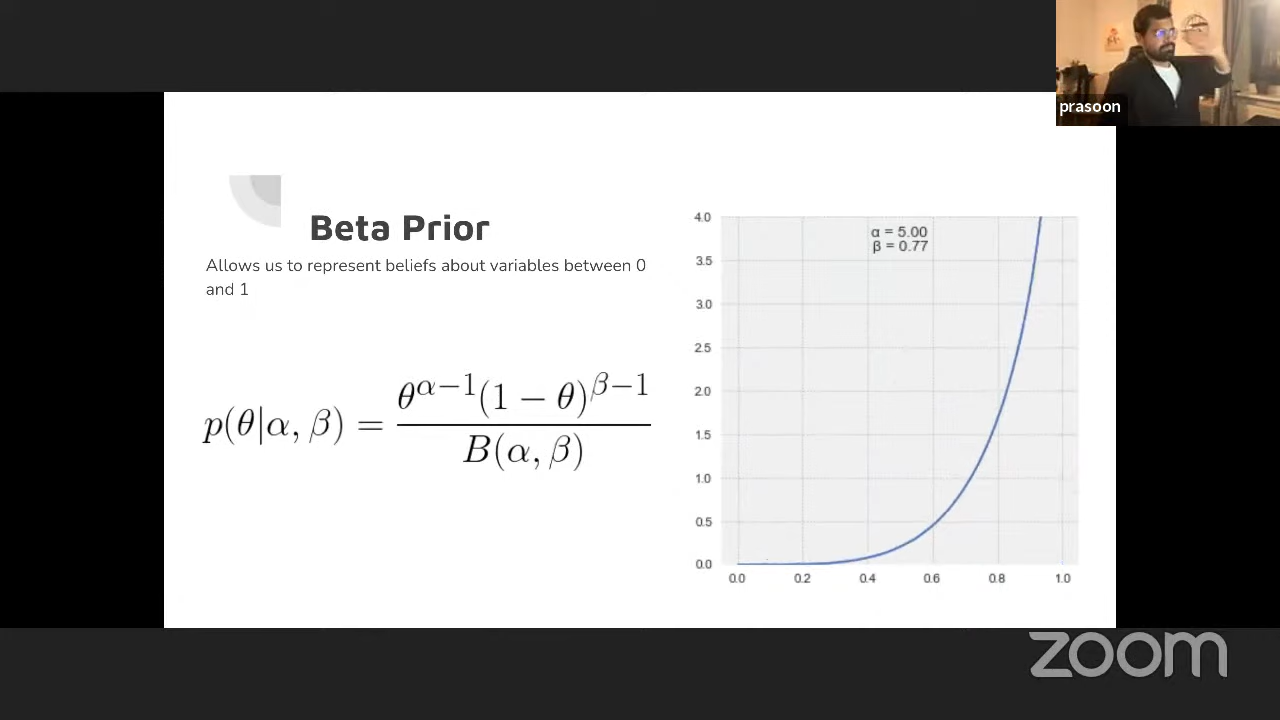 prasoon
Beta Prior
Allows us to represent beliefs about variables between 0
and 1
p(θ|α, β) = θ^{α−1}(1 − θ)^{β−1} / B(α, β)
α = 5.00
β = 0.77
4.0
3.5
3.0
2.5
2.0
1.5
1.0
0.5
0.0
0.0 0.2 0.4 0.6 0.8 1.0
zoom